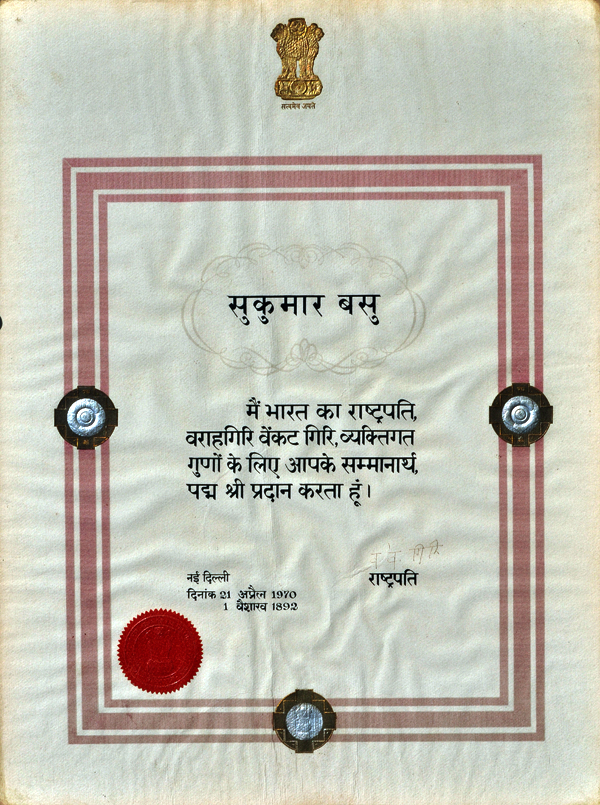 सत्यमेव जयते
सुकुमार बसु
मैं भारत का राष्ट्रपति,
वराहगिरि वेंकट गिरि, व्यक्तिगत
गुणों के लिए आपके सम्मानार्थ,
पद्म श्री प्रदान करता हूं।
व. वे. गिरि
नई दिल्ली
राष्ट्रपति
दिनांक 21 अप्रैल 1970
1 वैशाख 1892